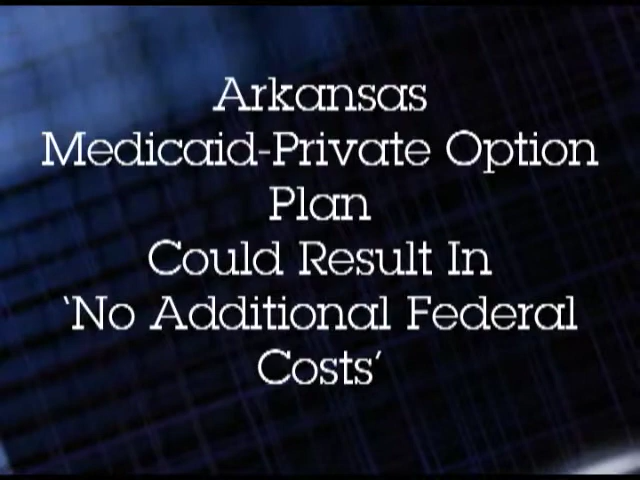 Arkansas
Medicaid-Private Option
Plan
Could Result In
‘No Additional Federal
Costs’